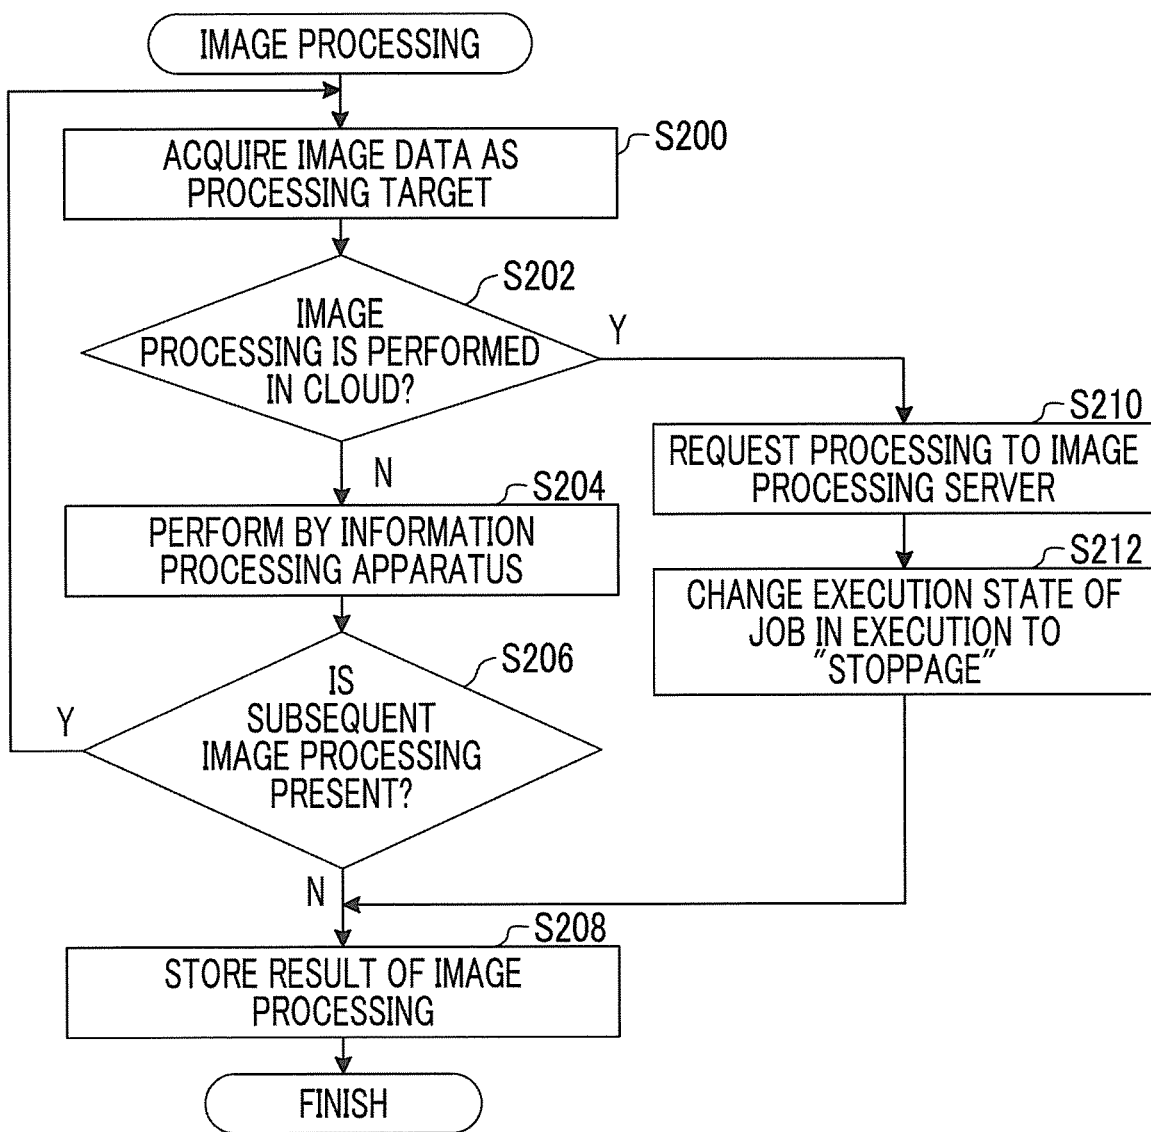 IMAGE PROCESSING
S200
ACQUIRE IMAGE DATA AS
PROCESSING TARGET
S202
IMAGE
PROCESSING IS PERFORMED
IN CLOUD?
Y
N
S204
PERFORM BY INFORMATION
PROCESSING APPARATUS
S206
IS
SUBSEQUENT
IMAGE PROCESSING
PRESENT?
Y
N
S210
REQUEST PROCESSING TO IMAGE
PROCESSING SERVER
S212
CHANGE EXECUTION STATE OF
JOB IN EXECUTION TO
"STOPPAGE"
S208
STORE RESULT OF IMAGE
PROCESSING
FINISH